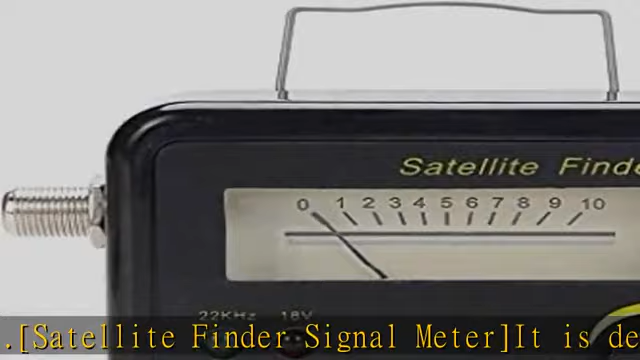 Satellite Finde
0 1 2 3 4 5 6 7 8 9 10
22KHz 18V
.[Satellite Finder Signal Meter]It is de